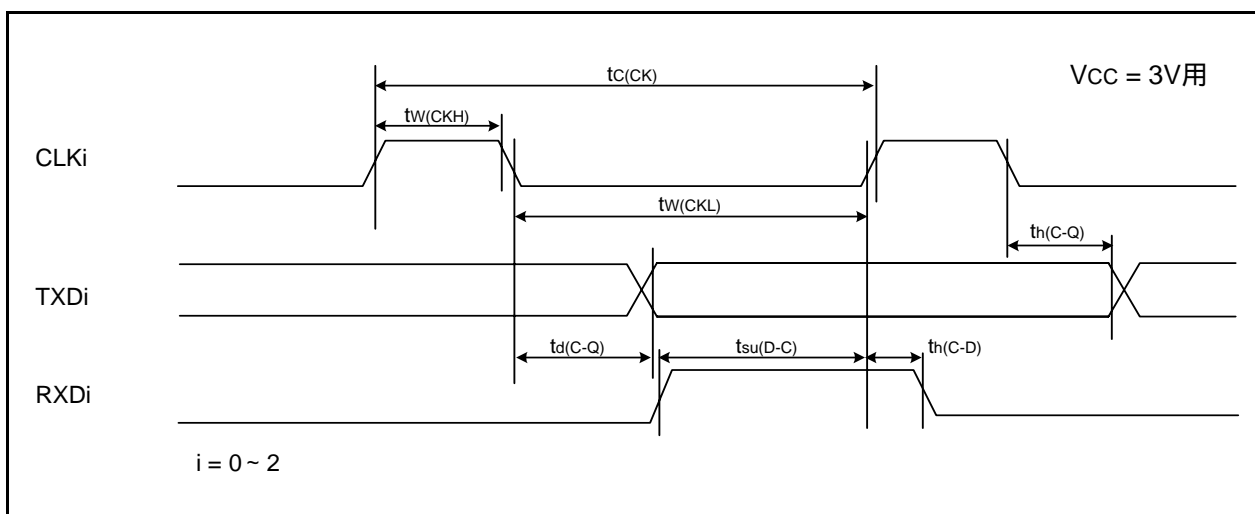 tC(CK)
VCC = 3V用
tW(CKH)
CLKi
tW(CKL)
th(C-Q)
TXDi
td(C-Q)
tsu(D-C)
th(C-D)
RXDi
i = 0 ~ 2